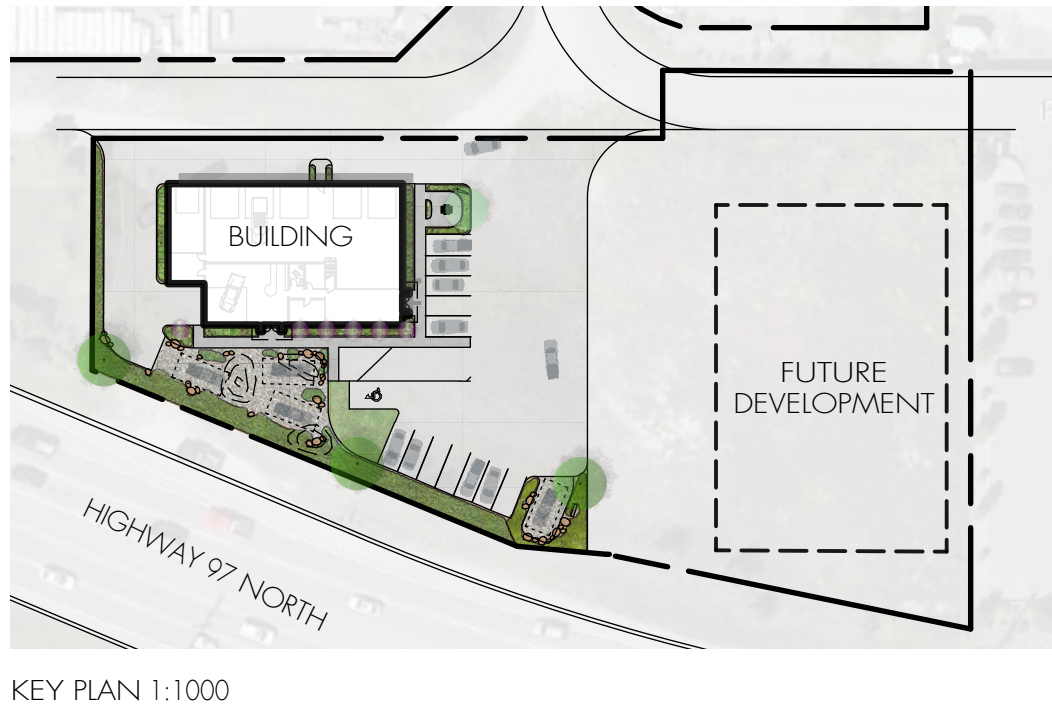 BUILDING
FUTURE
DEVELOPMENT
HIGHWAY 97 NORTH
KEY PLAN 1:1000